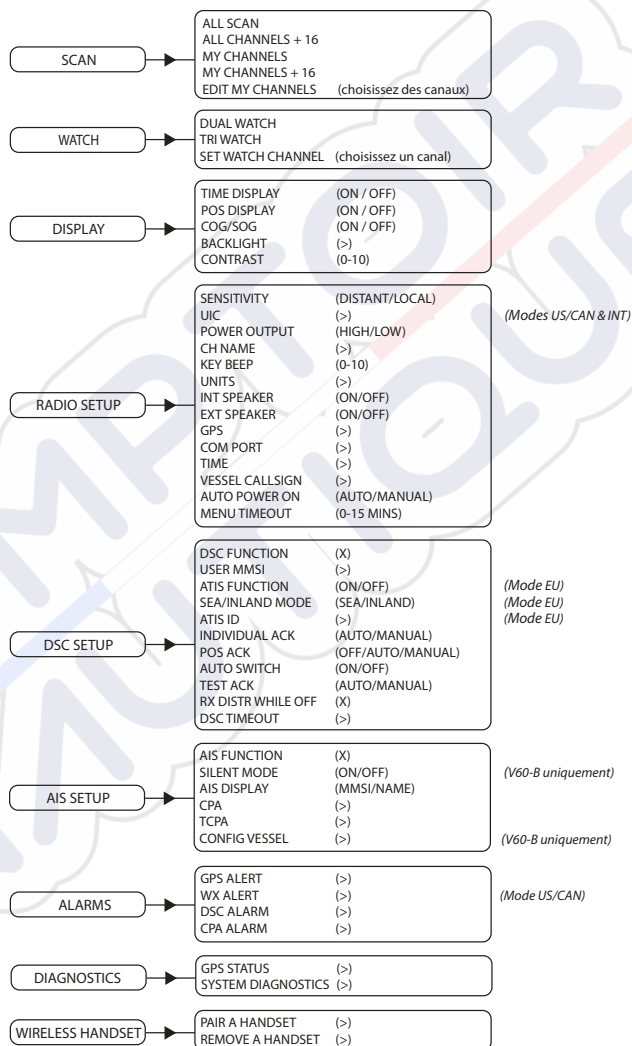 SCAN
ALL SCAN
ALL CHANNELS + 16
MY CHANNELS
MY CHANNELS + 16
EDIT MY CHANNELS (choisissez des canaux)
WATCH
DUAL WATCH
TRI WATCH
SET WATCH CHANNEL (choisissez un canal)
DISPLAY
TIME DISPLAY (ON / OFF)
POS DISPLAY (ON / OFF)
COG/SOG (ON / OFF)
BACKLIGHT (>)
CONTRAST (0-10)
RADIO SETUP
SENSITIVITY (DISTANT/LOCAL)
UIC (>) (Modes US/CAN & INT)
POWER OUTPUT (HIGH/LOW)
CH NAME (>)
KEY BEEP (0-10)
UNITS (>)
INT SPEAKER (ON/OFF)
EXT SPEAKER (ON/OFF)
GPS (>)
COM PORT (>)
TIME (>)
VESSEL CALLSIGN (>)
AUTO POWER ON (AUTO/MANUAL)
MENU TIMEOUT (0-15 MINS)
DSC SETUP
DSC FUNCTION (X)
USER MMSI (>)
ATIS FUNCTION (ON/OFF) (Mode EU)
SEA/INLAND MODE (SEA/INLAND) (Mode EU)
ATIS ID (>) (Mode EU)
INDIVIDUAL ACK (AUTO/MANUAL)
POS ACK (OFF/AUTO/MANUAL)
AUTO SWITCH (ON/OFF)
TEST ACK (AUTO/MANUAL)
RX DISTR WHILE OFF (X)
DSC TIMEOUT (>)
AIS SETUP
AIS FUNCTION (X)
SILENT MODE (ON/OFF) (V60-B uniquement)
AIS DISPLAY (MMSI/NAME)
CPA (>)
TCPA (>)
CONFIG VESSEL (>) (V60-B uniquement)
ALARMS
GPS ALERT (>)
WX ALERT (>) (Mode US/CAN)
DSC ALARM (>)
CPA ALARM (>)
DIAGNOSTICS
GPS STATUS (>)
SYSTEM DIAGNOSTICS (>)
WIRELESS HANDSET
PAIR A HANDSET (>)
REMOVE A HANDSET (>)